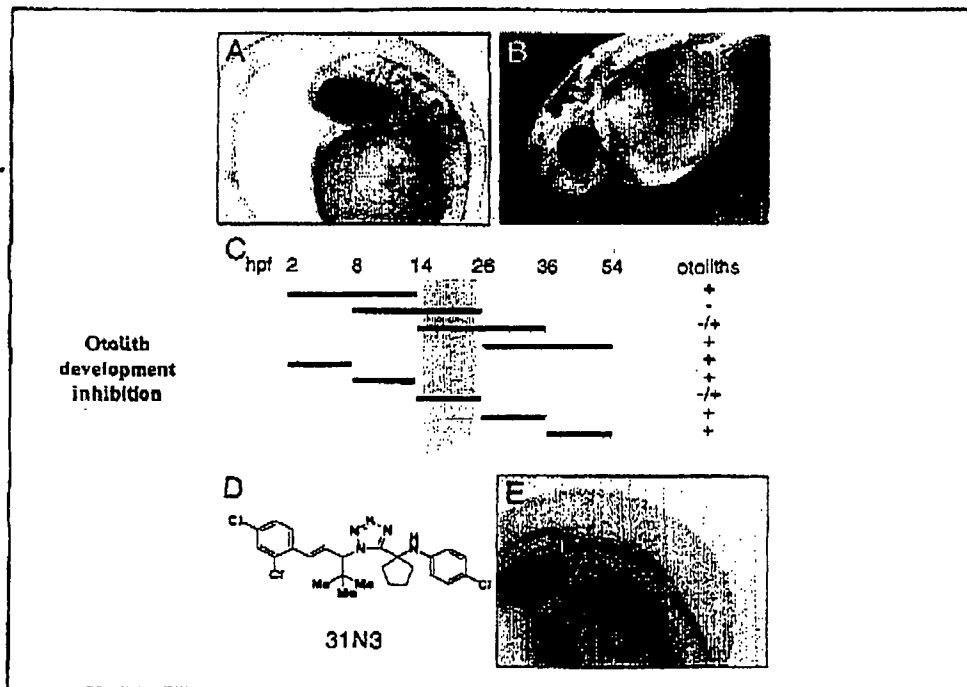 A
B
C hpf 2 8 14 26 36 54 otoliths
+
-
-/+
+
+
+
-/+
+
+
Otolith
development
inhibition
D
E
Cl
Cl
N N N
N
H
N
Me Me
Me
Cl
31N3